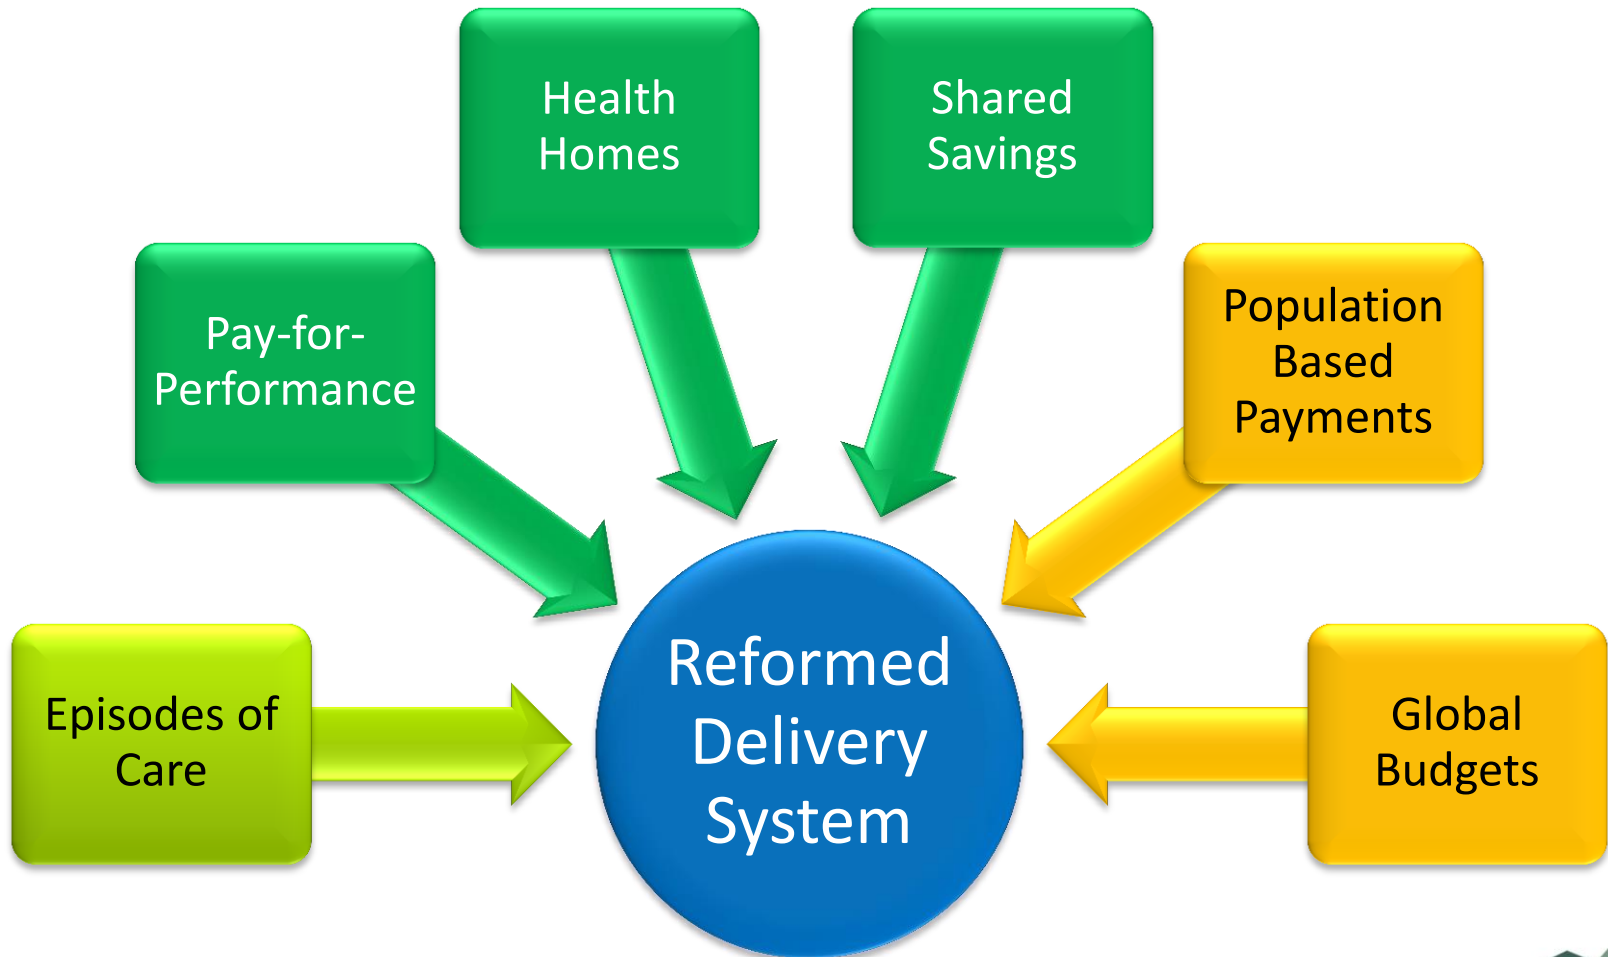 Health
Homes
Shared
Savings
Pay-for-
Performance
Population
Based
Payments
Episodes of
Care
Reformed
Delivery
System
Global
Budgets